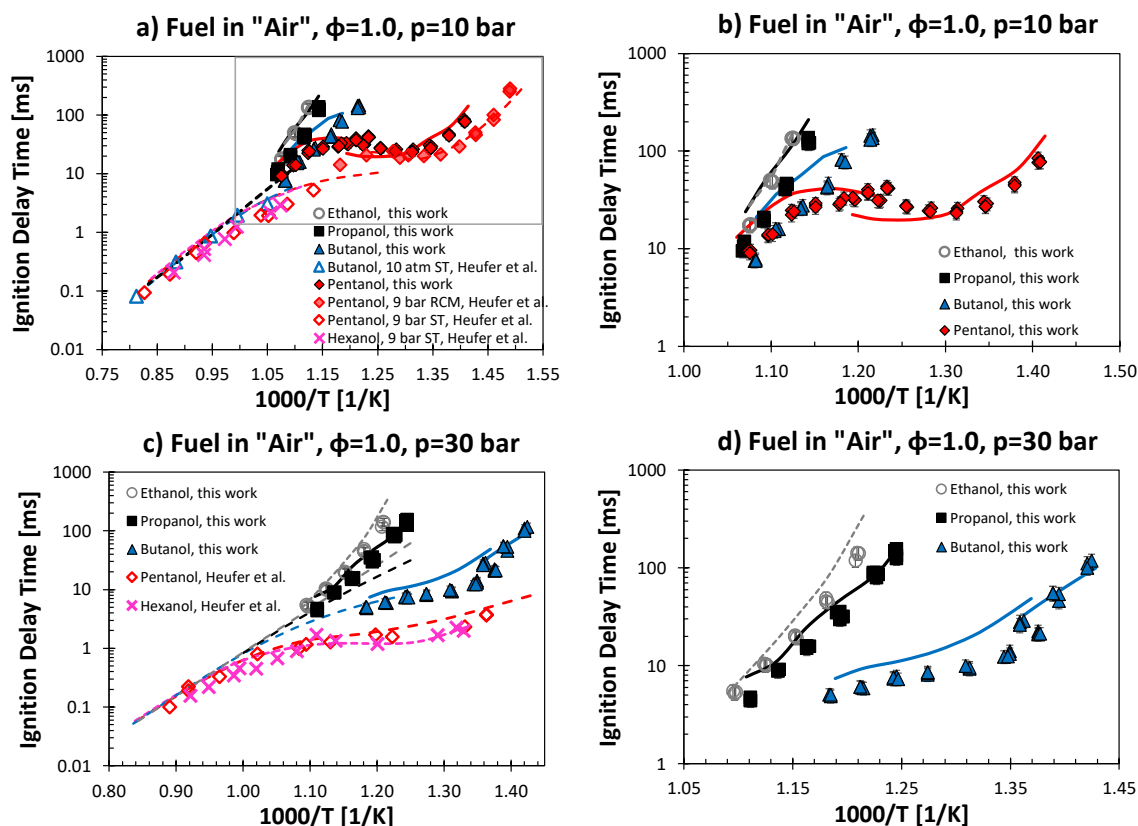 a) Fuel in "Air", ϕ=1.0, p=10 bar
Ignition Delay Time [ms]
1000
100
10
1
0.1
0.01
0.75
0.85
0.95
1.05
1.15
1.25
1.35
1.45
1.55
1000/T [1/K]
Ethanol, this work
Propanol, this work
Butanol, this work
Butanol, 10 atm ST, Heufer et al.
Pentanol, this work
Pentanol, 9 bar RCM, Heufer et al.
Pentanol, 9 bar ST, Heufer et al.
Hexanol, 9 bar ST, Heufer et al.
b) Fuel in "Air", ϕ=1.0, p=10 bar
Ignition Delay Time [ms]
1000
100
10
1
1.00
1.10
1.20
1.30
1.40
1.50
1000/T [1/K]
Ethanol, this work
Propanol, this work
Butanol, this work
Pentanol, this work
c) Fuel in "Air", ϕ=1.0, p=30 bar
Ignition Delay Time [ms]
1000
100
10
1
0.1
0.01
0.80
0.90
1.00
1.10
1.20
1.30
1.40
1000/T [1/K]
Ethanol, this work
Propanol, this work
Butanol, this work
Pentanol, Heufer et al.
Hexanol, Heufer et al.
d) Fuel in "Air", ϕ=1.0, p=30 bar
Ignition Delay Time [ms]
1000
100
10
1
1.05
1.15
1.25
1.35
1.45
1000/T [1/K]
Ethanol, this work
Propanol, this work
Butanol, this work